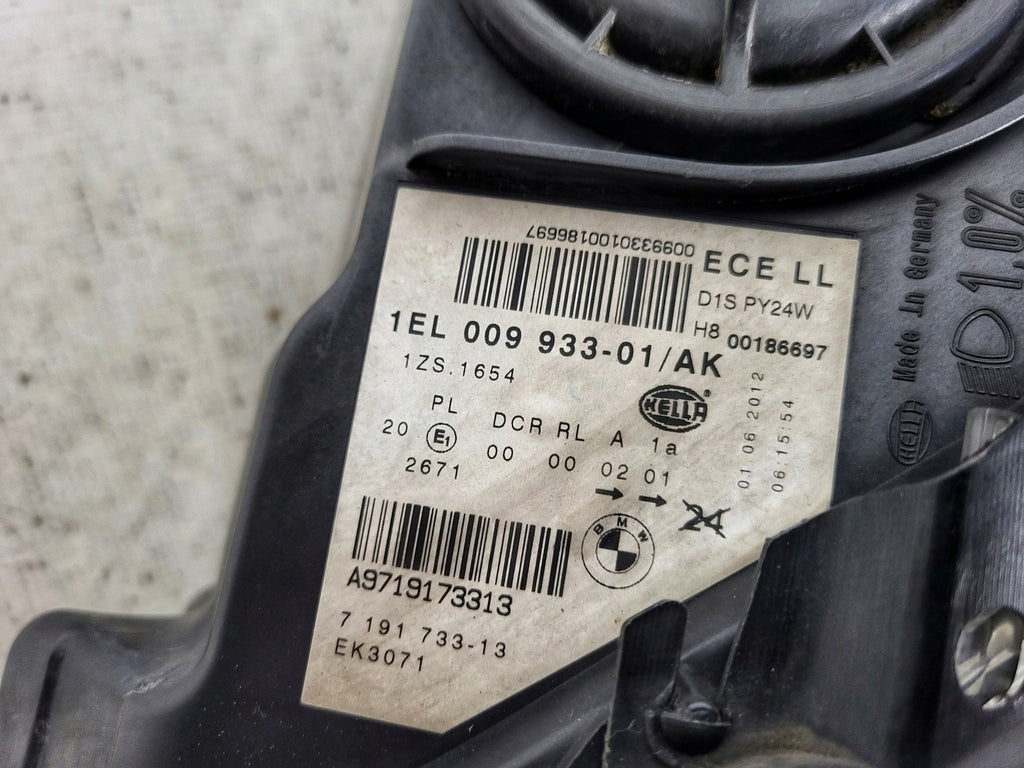 0099330100186697
ECE LL
D1S PY24W
H8 00186697
1EL 009 933-01/AK
1ZS.1654
HELLA
PL DCR RL A 1a
20 E1 00 00 02 01
2671
24
01.06.2012
06:15:54
BMW
A9719173313
7 191 733-13
EK3071
Made In Germany
HELLA
1,0%